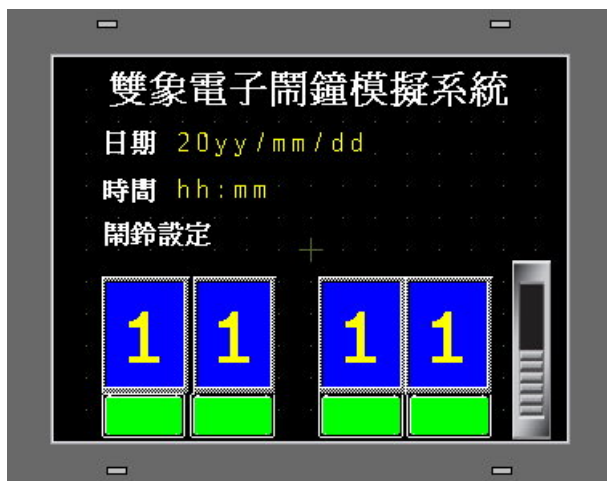 雙象電子鬧鐘模擬系統
日期 20yy/mm/dd
時間 hh:mm
鬧鈴設定
1 1 1 1